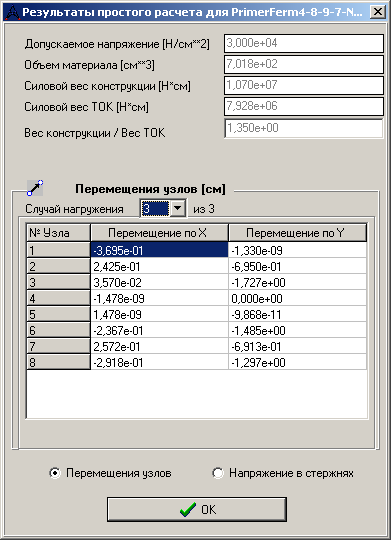 Результаты простого расчета для PrimerFerm4-8-9-7-N...
Допускаемое напряжение [Н/см**2] 3,000e+04
Объем материала [см**3] 7,018e+02
Силовой вес конструкции [Н*см] 1,070e+07
Силовой вес ТОК [Н*см] 7,928e+06
Вес конструкции / Вес ТОК 1,350e+00
Перемещения узлов [см]
Случай нагружения 3 из 3
№ Узла Перемещение по X Перемещение по Y
1 -3,695e-01 -1,330e-09
2 2,425e-01 -6,950e-01
3 3,570e-02 -1,727e+00
4 -1,478e-09 0,000e+00
5 1,478e-09 -9,868e-11
6 -2,367e-01 -1,485e+00
7 2,572e-01 -6,913e-01
8 -2,918e-01 -1,297e+00
Перемещения узлов Напряжение в стержнях
OK